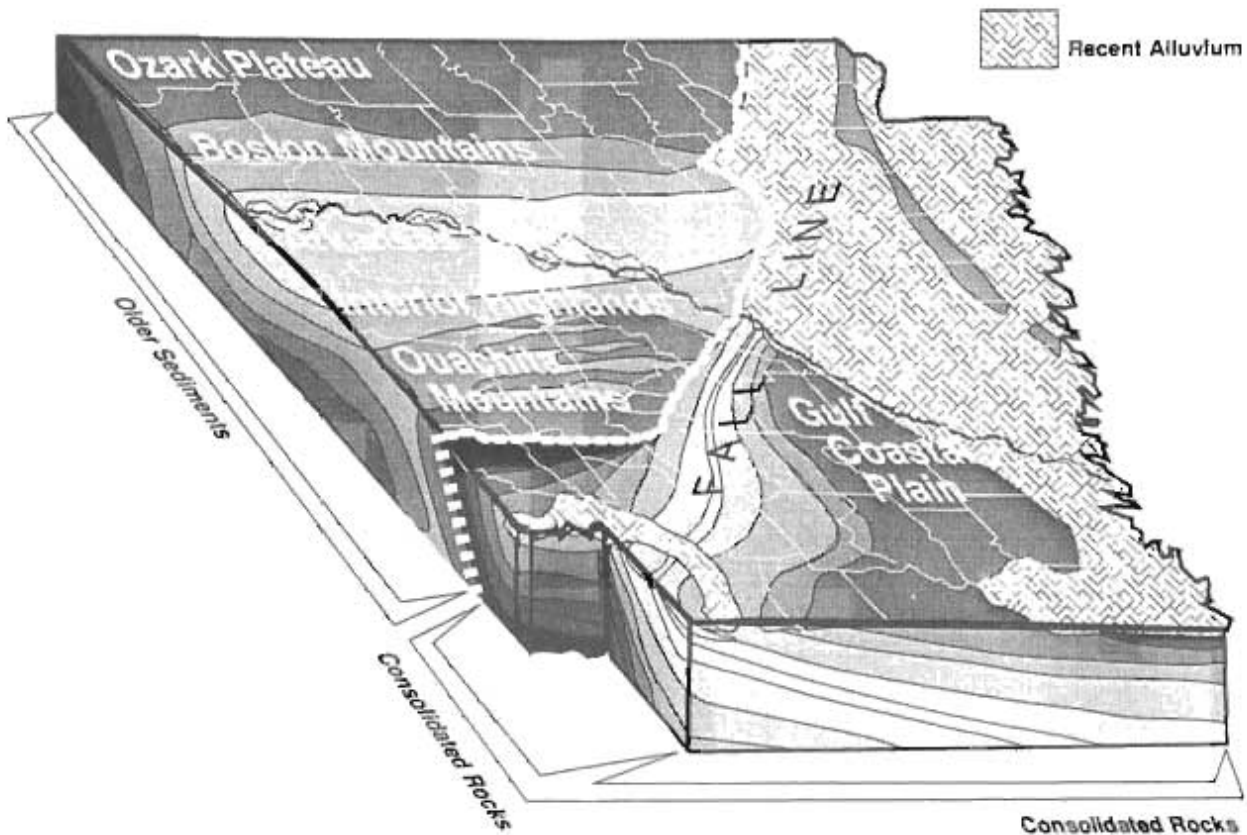 Recent Alluvium
Ozark Plateau
Boston Mountains
LINE
Ouachita
Mountains
FALL
Gulf
Coastal
Plain
Older Sediments
Consolidated Rocks
Consolidated Rocks